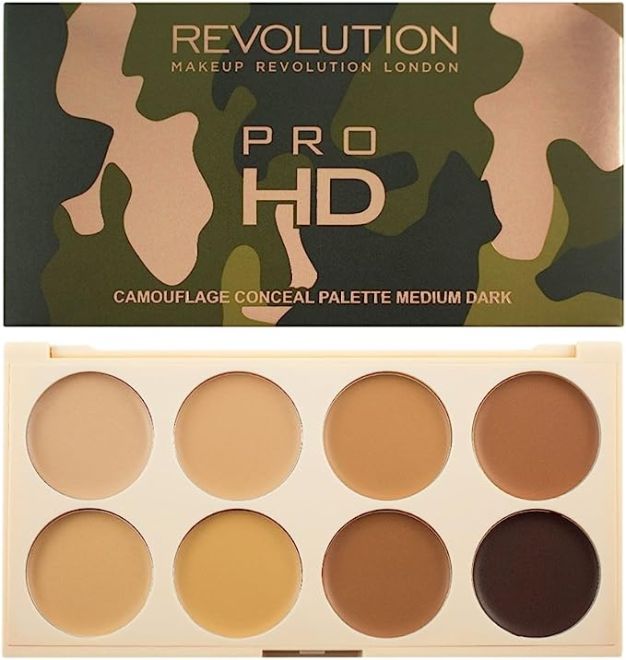 REVOLUTION
MAKEUP REVOLUTION LONDON
PRO
HD
CAMOUFLAGE CONCEAL PALETTE MEDIUM DARK